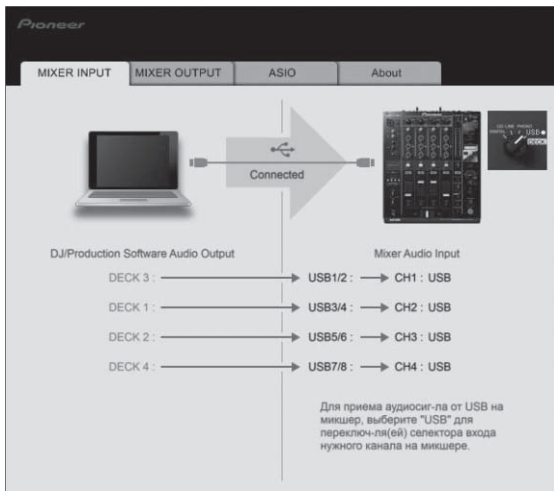 Pioneer
MIXER INPUT
MIXER OUTPUT
ASIO
About
Connected
USB
DJ/Production Software Audio Output
Mixer Audio Input
DECK 3 : USB1/2 : CH1 : USB
DECK 1 : USB3/4 : CH2 : USB
DECK 2 : USB5/6 : CH3 : USB
DECK 4 : USB7/8 : CH4 : USB
Для приема аудиосиг-ла от USB на
микшер, выберите "USB" для
переключ-ля(ей) селектора входа
нужного канала на микшере.